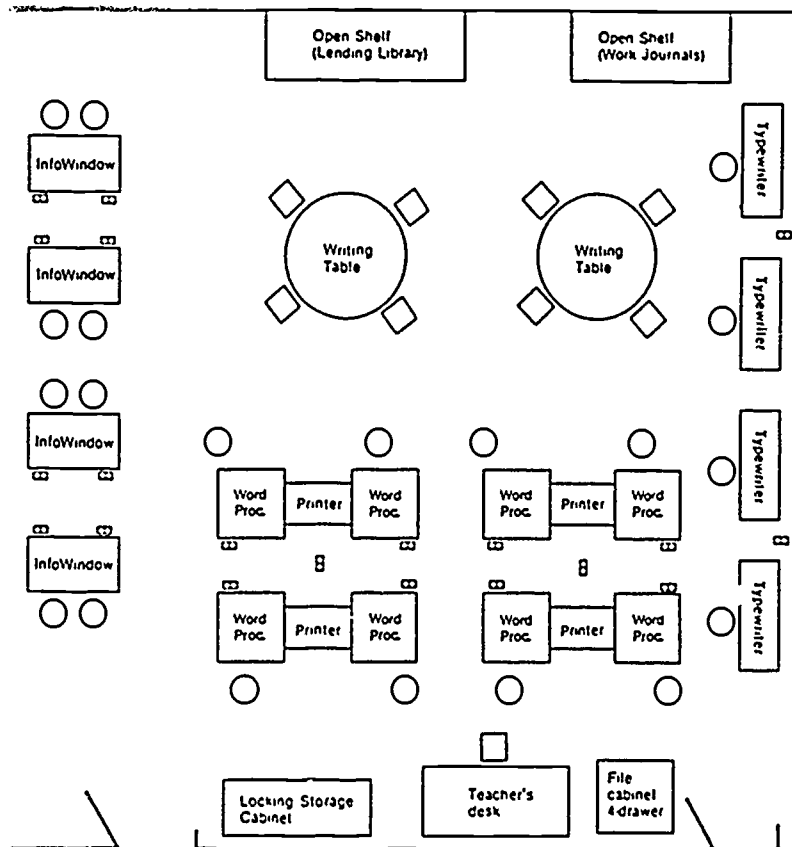 Open Shelf
(Lending Library)
Open Shelf
(Work Journals)
InfoWindow
InfoWindow
InfoWindow
InfoWindow
Writing
Table
Writing
Table
Typewriter
Typewriter
Typewriter
Typewriter
Word
Proc.
Printer
Word
Proc.
Word
Proc.
Printer
Word
Proc.
Word
Proc.
Printer
Word
Proc.
Word
Proc.
Printer
Word
Proc.
Locking Storage
Cabinet
Teacher's
desk
File
cabinet
4-drawer